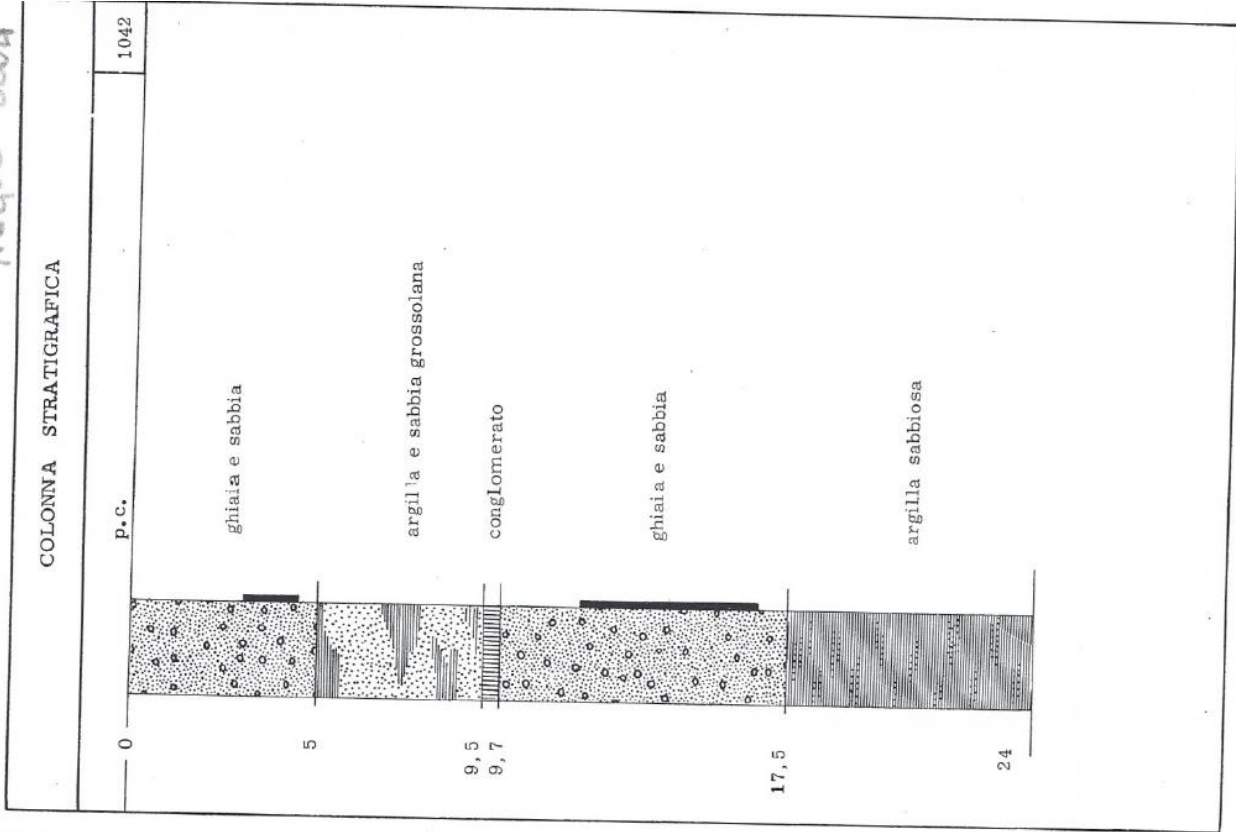 COLONNA STRATIGRAFICA
1042
p.c.
0
ghiaia e sabbia
5
argilla e sabbia grossolana
9,5
conglomerato
9,7
ghiaia e sabbia
17,5
argilla sabbiosa
24